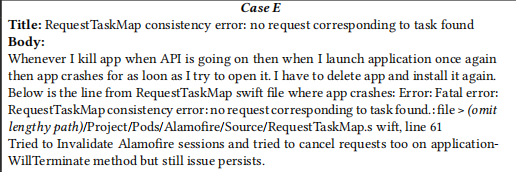 Case E
Title: RequestTaskMap consistency error: no request corresponding to task found
Body:
Whenever I kill app when API is going on then when I launch application once again
then app crashes for as loon as I try to open it. I have to delete app and install it again.
Below is the line from RequestTaskMap swift file where app crashes: Error: Fatal error:
RequestTaskMap consistency error: no request corresponding to task found.: file > (omit
lengthy path)/Project/Pods/Alamofire/Source/RequestTaskMap.s wift, line 61
Tried to Invalidate Alamofire sessions and tried to cancel requests too on application-
WillTerminate method but still issue persists.